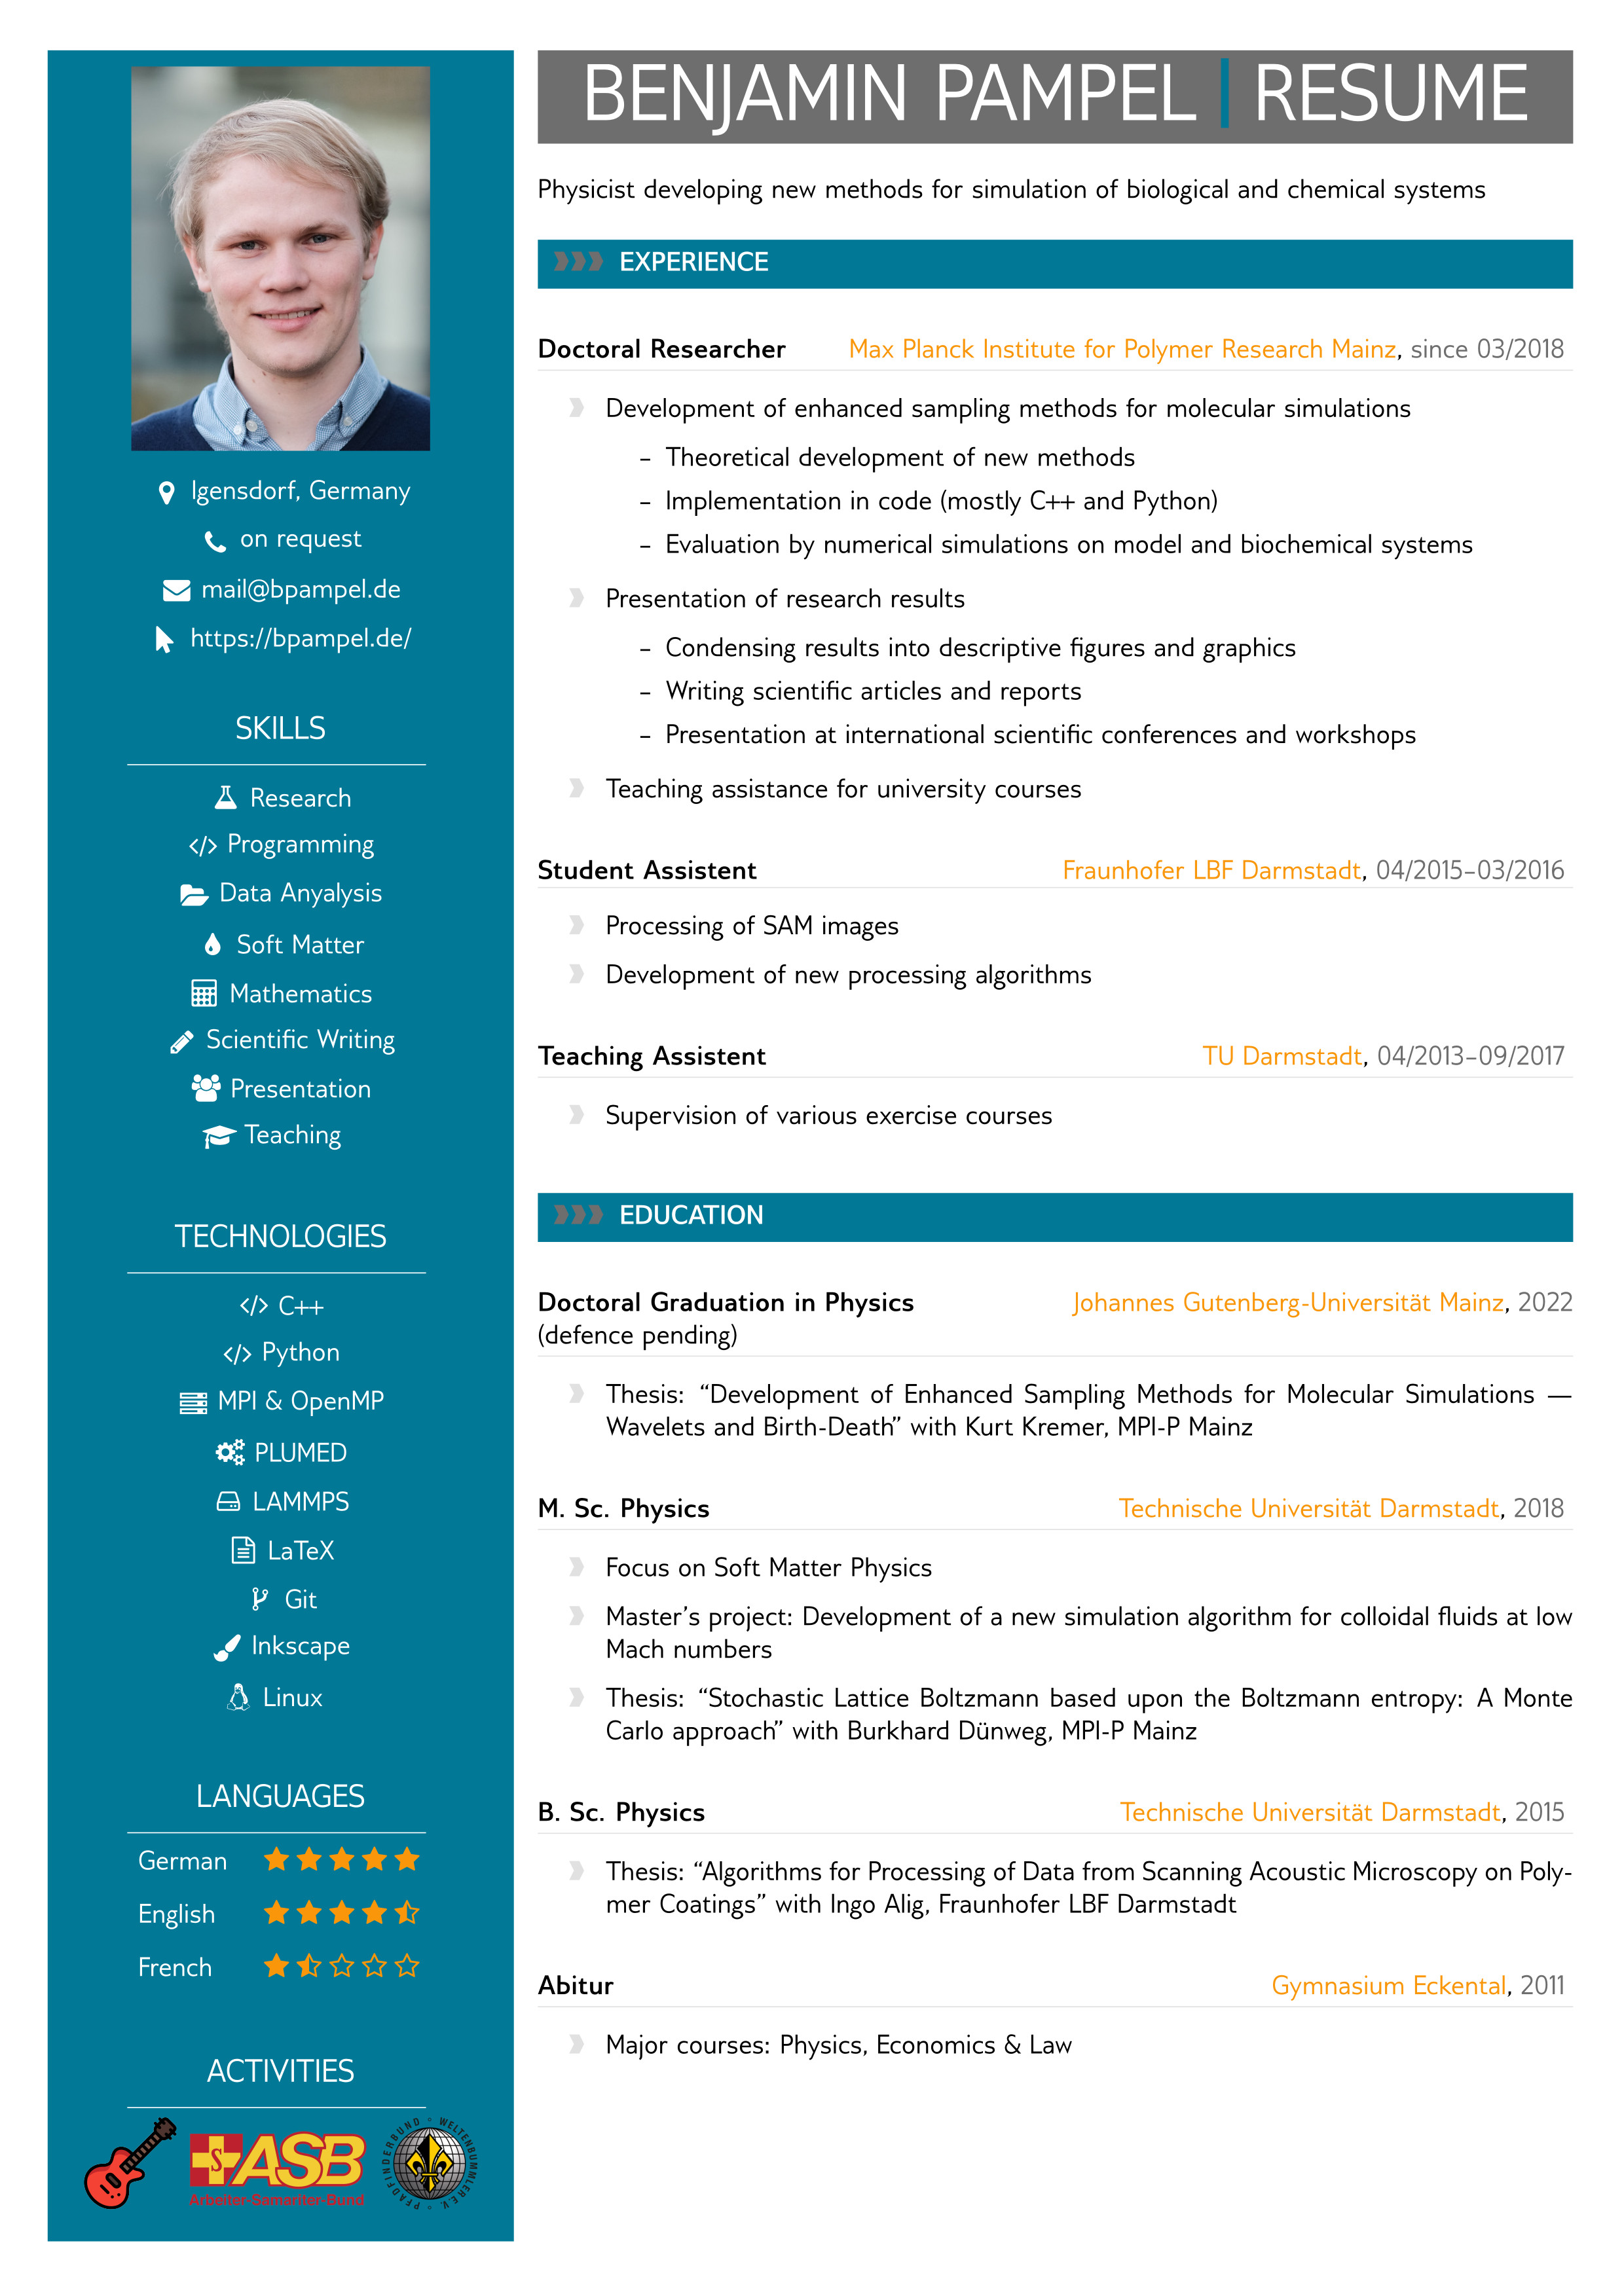 Igensdorf, Germany
on request
mail@bpampel.de
https://bpampel.de/
SKILLS
Research
Programming
Data Anyalysis
Soft Matter
Mathematics
Scientific Writing
Presentation
Teaching
TECHNOLOGIES
C++
Python
MPI & OpenMP
PLUMED
LAMMPS
LaTeX
Git
Inkscape
Linux
LANGUAGES
German
English
French
ACTIVITIES
S ASB
Arbeiter-Samariter-Bund
PFADFINDERBUND WELTENBUMMLER E.V.
BENJAMIN PAMPEL | RESUME
Physicist developing new methods for simulation of biological and chemical systems
EXPERIENCE
Doctoral Researcher Max Planck Institute for Polymer Research Mainz, since 03/2018
Development of enhanced sampling methods for molecular simulations
– Theoretical development of new methods
– Implementation in code (mostly C++ and Python)
– Evaluation by numerical simulations on model and biochemical systems
Presentation of research results
– Condensing results into descriptive figures and graphics
– Writing scientific articles and reports
– Presentation at international scientific conferences and workshops
Teaching assistance for university courses
Student Assistent Fraunhofer LBF Darmstadt, 04/2015–03/2016
Processing of SAM images
Development of new processing algorithms
Teaching Assistent TU Darmstadt, 04/2013–09/2017
Supervision of various exercise courses
EDUCATION
Doctoral Graduation in Physics Johannes Gutenberg-Universität Mainz, 2022
(defence pending)
Thesis: “Development of Enhanced Sampling Methods for Molecular Simulations —
Wavelets and Birth-Death” with Kurt Kremer, MPI-P Mainz
M. Sc. Physics Technische Universität Darmstadt, 2018
Focus on Soft Matter Physics
Master’s project: Development of a new simulation algorithm for colloidal fluids at low
Mach numbers
Thesis: “Stochastic Lattice Boltzmann based upon the Boltzmann entropy: A Monte
Carlo approach” with Burkhard Dünweg, MPI-P Mainz
B. Sc. Physics Technische Universität Darmstadt, 2015
Thesis: “Algorithms for Processing of Data from Scanning Acoustic Microscopy on Poly-
mer Coatings” with Ingo Alig, Fraunhofer LBF Darmstadt
Abitur Gymnasium Eckental, 2011
Major courses: Physics, Economics & Law